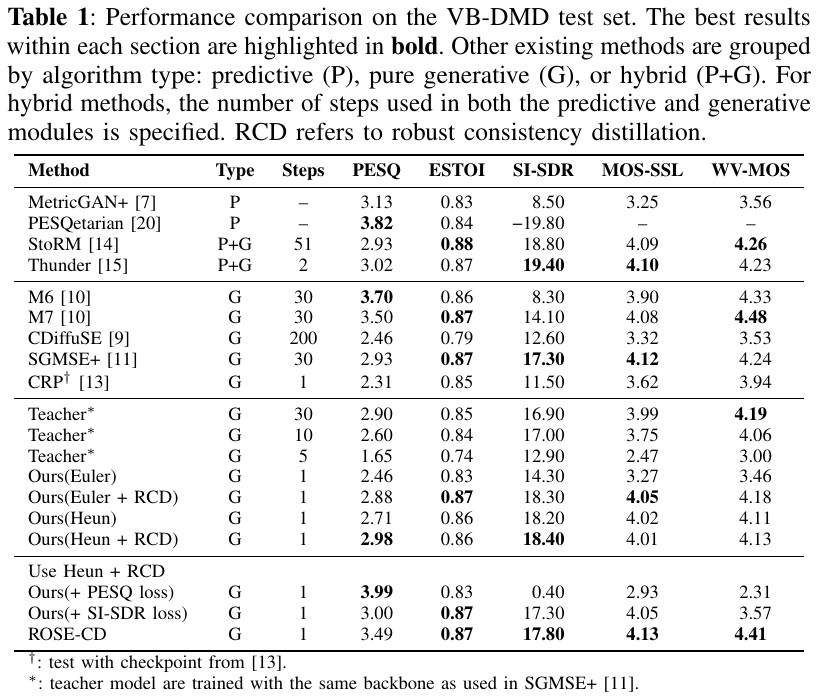 Table 1: Performance comparison on the VB-DMD test set. The best results
within each section are highlighted in bold. Other existing methods are grouped
by algorithm type: predictive (P), pure generative (G), or hybrid (P+G). For
hybrid methods, the number of steps used in both the predictive and generative
modules is specified. RCD refers to robust consistency distillation.
Method Type Steps PESQ ESTOI SI-SDR MOS-SSL WV-MOS
MetricGAN+ [7] P – 3.13 0.83 8.50 3.25 3.56
PESQetarian [20] P – 3.82 0.84 −19.80 – –
StoRM [14] P+G 51 2.93 0.88 18.80 4.09 4.26
Thunder [15] P+G 2 3.02 0.87 19.40 4.10 4.23
M6 [10] G 30 3.70 0.86 8.30 3.90 4.33
M7 [10] G 30 3.50 0.87 14.10 4.08 4.48
CDiffuSE [9] G 200 2.46 0.79 12.60 3.32 3.53
SGMSE+ [11] G 30 2.93 0.87 17.30 4.12 4.24
CRP† [13] G 1 2.31 0.85 11.50 3.62 3.94
Teacher* G 30 2.90 0.85 16.90 3.99 4.19
Teacher* G 10 2.60 0.84 17.00 3.75 4.06
Teacher* G 5 1.65 0.74 12.90 2.47 3.00
Ours(Euler) G 1 2.46 0.83 14.30 3.27 3.46
Ours(Euler + RCD) G 1 2.88 0.87 18.30 4.05 4.18
Ours(Heun) G 1 2.71 0.86 18.20 4.02 4.11
Ours(Heun + RCD) G 1 2.98 0.86 18.40 4.01 4.13
Use Heun + RCD
Ours(+ PESQ loss) G 1 3.99 0.83 0.40 2.93 2.31
Ours(+ SI-SDR loss) G 1 3.00 0.87 17.30 4.05 3.57
ROSE-CD G 1 3.49 0.87 17.80 4.13 4.41
†: test with checkpoint from [13].
*: teacher model are trained with the same backbone as used in SGMSE+ [11].